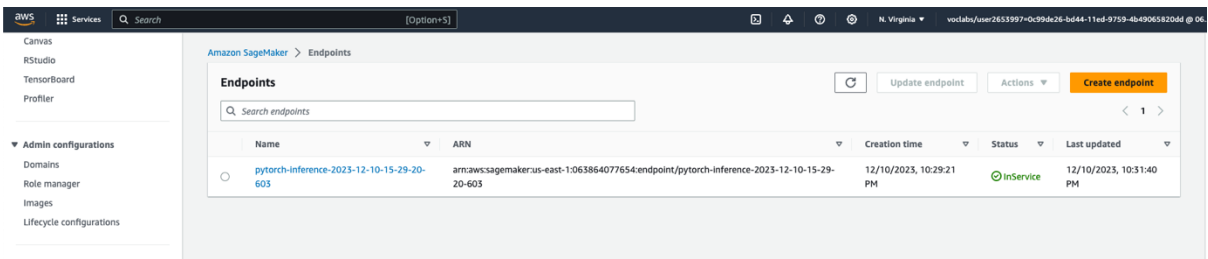 aws Services Search [Option+S] N. Virginia voclabs/user2653997=0c99de26-bd44-11ed-9759-4b49065820dd @ 06..
Canvas
RStudio
TensorBoard
Profiler
Admin configurations
Domains
Role manager
Images
Lifecycle configurations
Amazon SageMaker > Endpoints
Endpoints Update endpoint Actions Create endpoint
Search endpoints < 1 >
Name ARN Creation time Status Last updated
pytorch-inference-2023-12-10-15-29-20- arn:aws:sagemaker:us-east-1:063864077654:endpoint/pytorch-inference-2023-12-10-15-29- 12/10/2023, 10:29:21 InService 12/10/2023, 10:31:40
603 20-603 PM PM